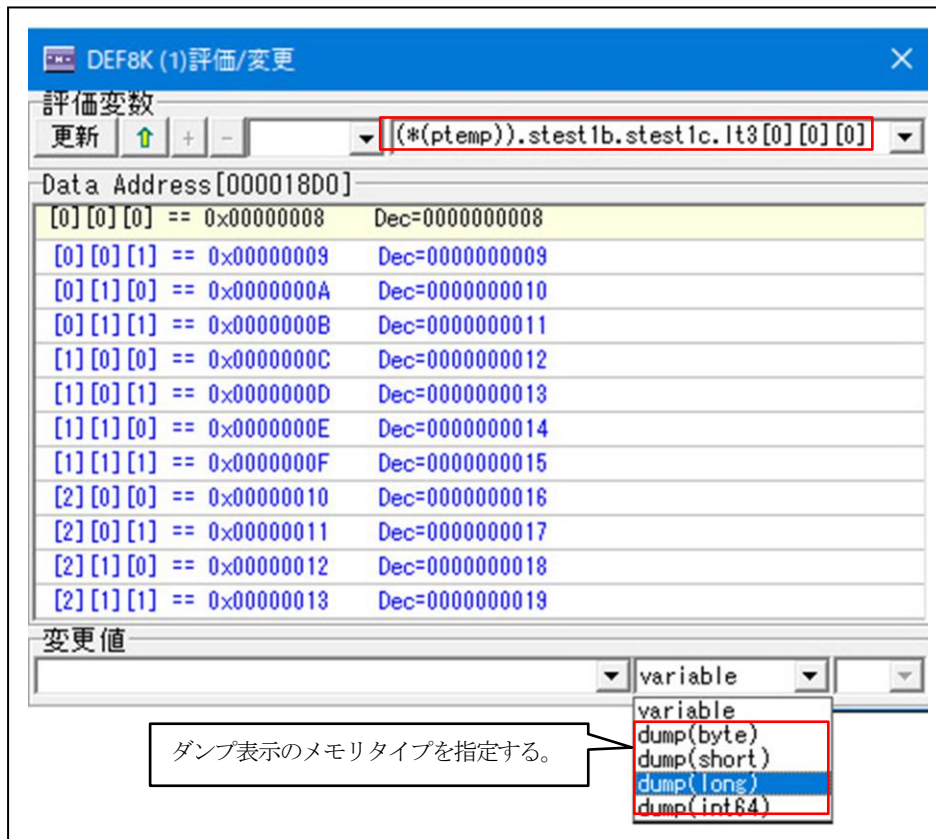 DEF8K (1)評価/変更
評価変数
更新 + - (*(ptemp)).stest1b.stest1c.lt3[0][0][0]
Data Address[000018D0]
[0][0][0] == 0x00000008 Dec=0000000008
[0][0][1] == 0x00000009 Dec=0000000009
[0][1][0] == 0x0000000A Dec=0000000010
[0][1][1] == 0x0000000B Dec=0000000011
[1][0][0] == 0x0000000C Dec=0000000012
[1][0][1] == 0x0000000D Dec=0000000013
[1][1][0] == 0x0000000E Dec=0000000014
[1][1][1] == 0x0000000F Dec=0000000015
[2][0][0] == 0x00000010 Dec=0000000016
[2][0][1] == 0x00000011 Dec=0000000017
[2][1][0] == 0x00000012 Dec=0000000018
[2][1][1] == 0x00000013 Dec=0000000019
変更値
variable
variable
dump(byte)
dump(short)
dump(long)
dump(int64)
ダンプ表示のメモリタイプを指定する。